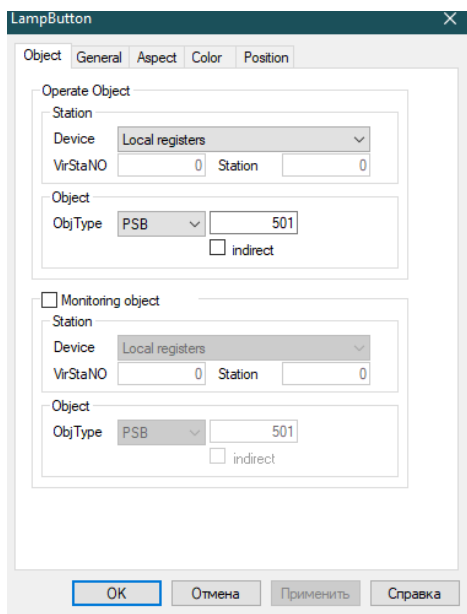 LampButton
Object General Aspect Color Position
Operate Object
Station
Device Local registers
VirStaNO 0 Station 0
Object
ObjType PSB 501
indirect
Monitoring object
Station
Device Local registers
VirStaNO 0 Station 0
Object
ObjType PSB 501
indirect
OK Отмена Применить Справка